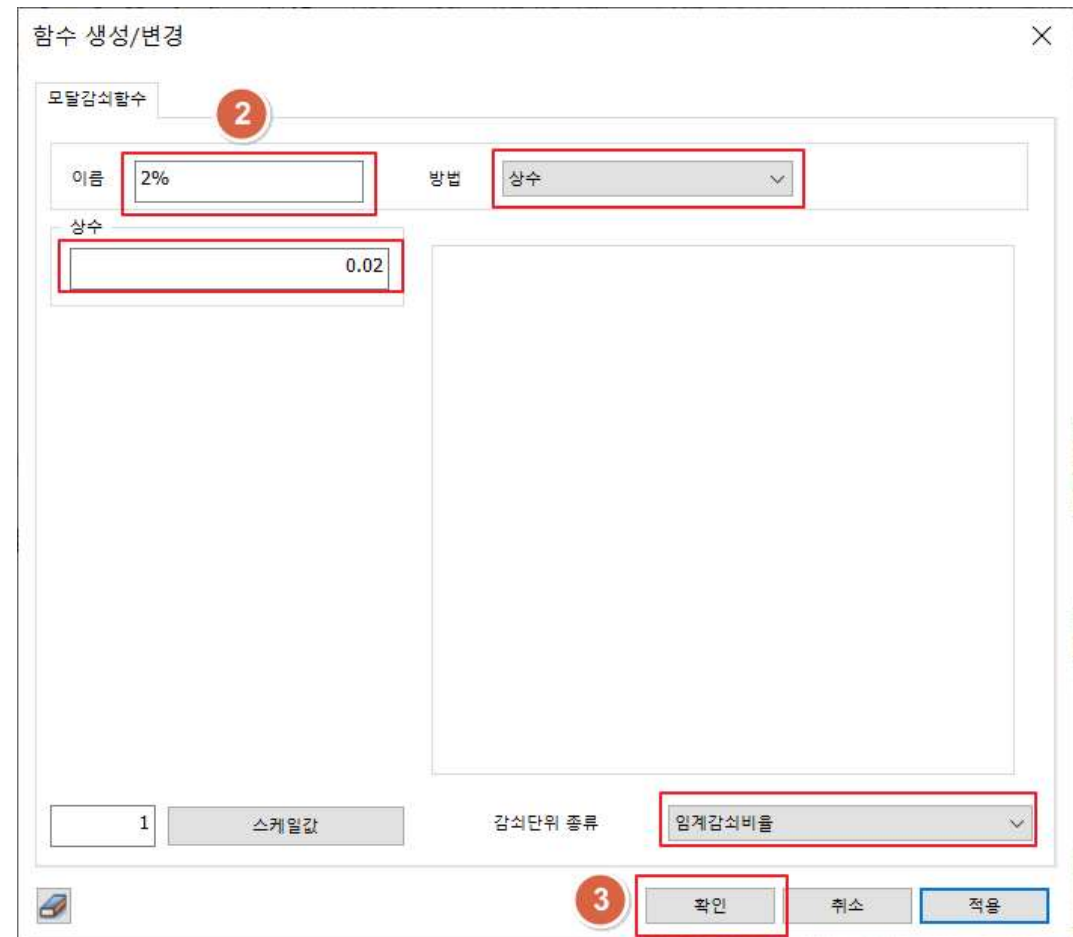 함수 생성/변경
모달감쇠함수
2
이름 2% 방법 상수
상수
0.02
1 스케일값 감쇠단위 종류 임계감쇠비율
3 확인 취소 적용